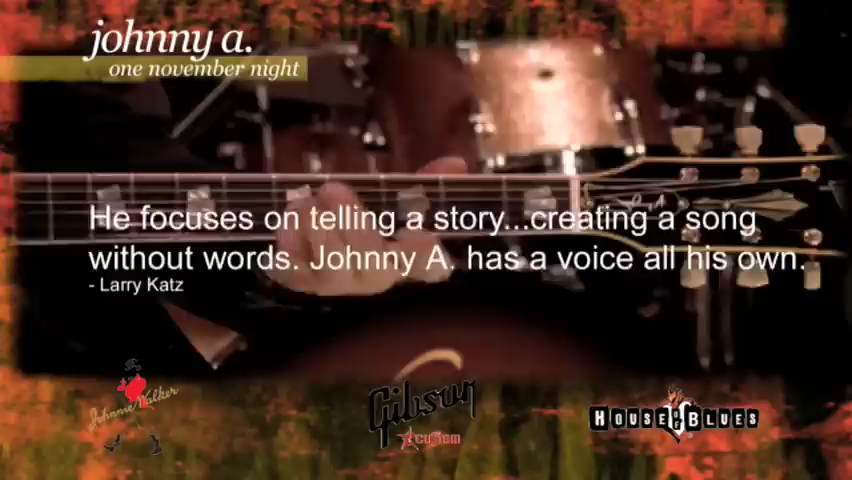 johnny a.
one november night
He focuses on telling a story...creating a song
without words. Johnny A. has a voice all his own.
- Larry Katz
Johnnie Walker
Gibson
CUSTOM
HOUSE OF BLUES